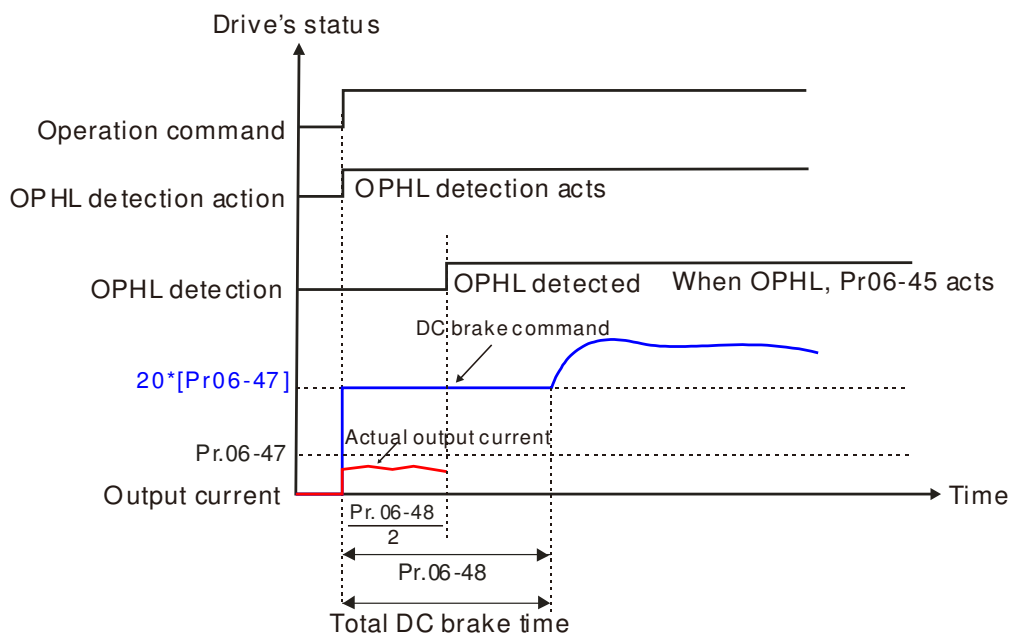 Drive's status
Operation command
OPHL detection action
OPHL detection acts
OPHL detection
OPHL detected
When OPHL, Pr06-45 acts
DC brake command
20*[Pr06-47]
Actual output current
Pr.06-47
Output current
Time
Pr. 06-48
2
Pr.06-48
Total DC brake time